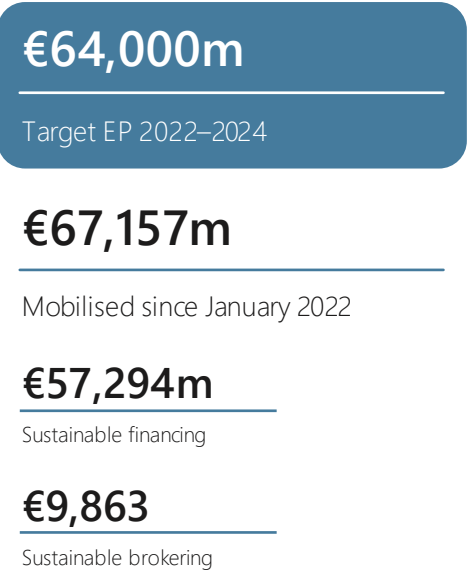 €64,000m
Target EP 2022–2024
€67,157m
Mobilised since January 2022
€57,294m
Sustainable financing
€9,863
Sustainable brokering